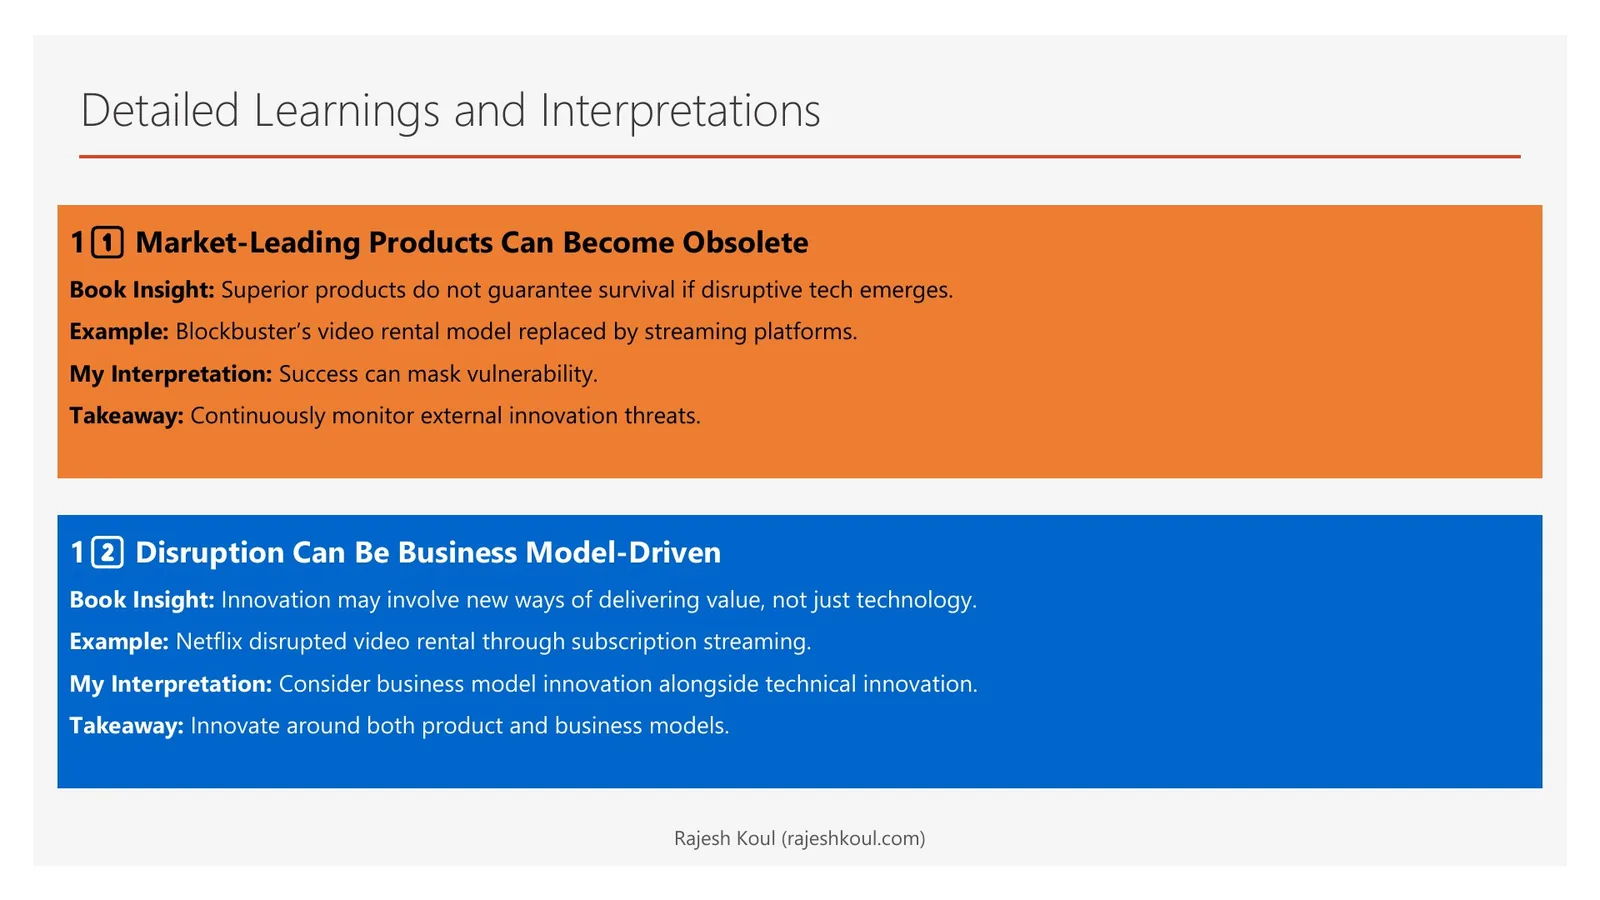 Detailed Learnings and Interpretations
11️⃣ Market-Leading Products Can Become Obsolete
Book Insight: Superior products do not guarantee survival if disruptive tech emerges.
Example: Blockbuster’s video rental model replaced by streaming platforms.
My Interpretation: Success can mask vulnerability.
Takeaway: Continuously monitor external innovation threats.
12️⃣ Disruption Can Be Business Model-Driven
Book Insight: Innovation may involve new ways of delivering value, not just technology.
Example: Netflix disrupted video rental through subscription streaming.
My Interpretation: Consider business model innovation alongside technical innovation.
Takeaway: Innovate around both product and business models.
Rajesh Koul (rajeshkoul.com)